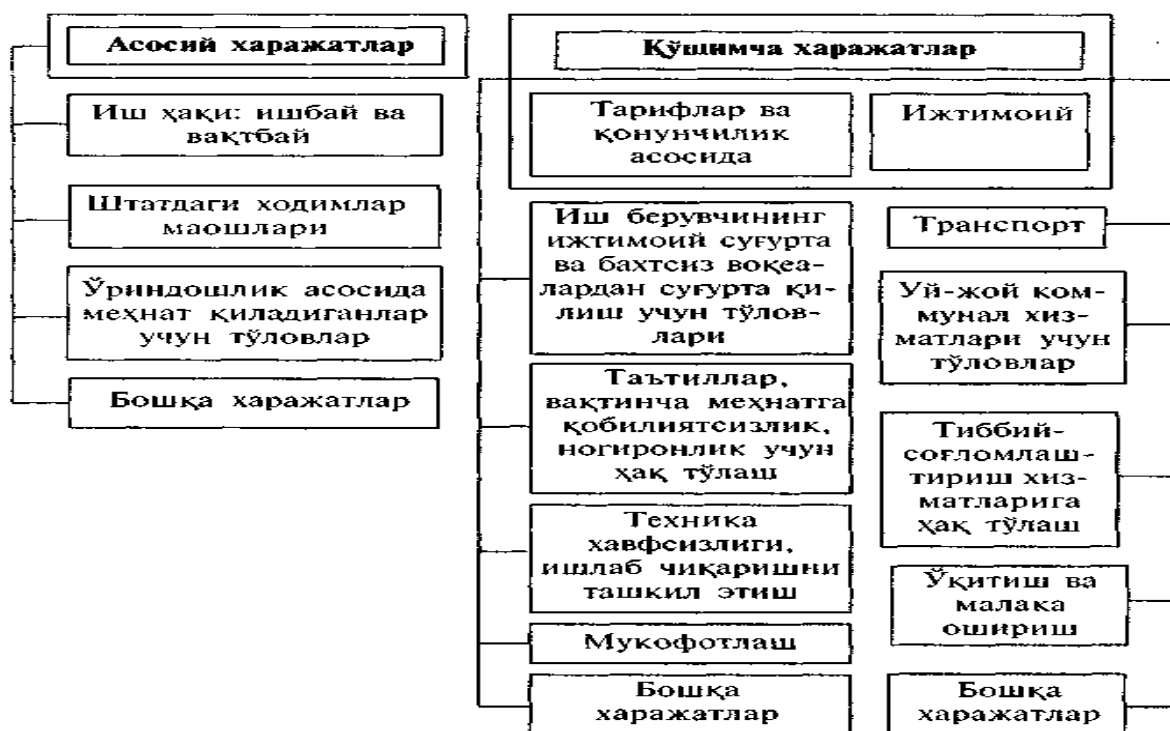 Асосий харажатлар
Иш ҳақи: ишбай ва
вақтбай
Штатдаги ходимлар
маошлари
Ўриндошлик асосида
меҳнат қиладиганлар
учун тўловлар
Бошқа харажатлар
Қўшимча харажатлар
Тарифлар ва
қонунчилик
асосида
Иш берувчининг
ижтимоий суғурта
ва бахтсиз воқеа-
лардан суғурта қи-
лиш учун тўлов-
лари
Таътиллар,
вақтинча меҳнатга
қобилиятсизлик,
ногиронлик учун
ҳақ тўлаш
Техника
хавфсизлиги,
ишлаб чиқаришни
ташкил этиш
Мукофотлаш
Бошқа
харажатлар
Ижтимоий
Транспорт
Уй-жой ком-
мунал хиз-
матлари учун
тўловлар
Тиббий-
соғломлаш-
тириш хиз-
матларига
ҳақ тўлаш
Ўқитиш ва
малака
ошириш
Бошқа
харажатлар